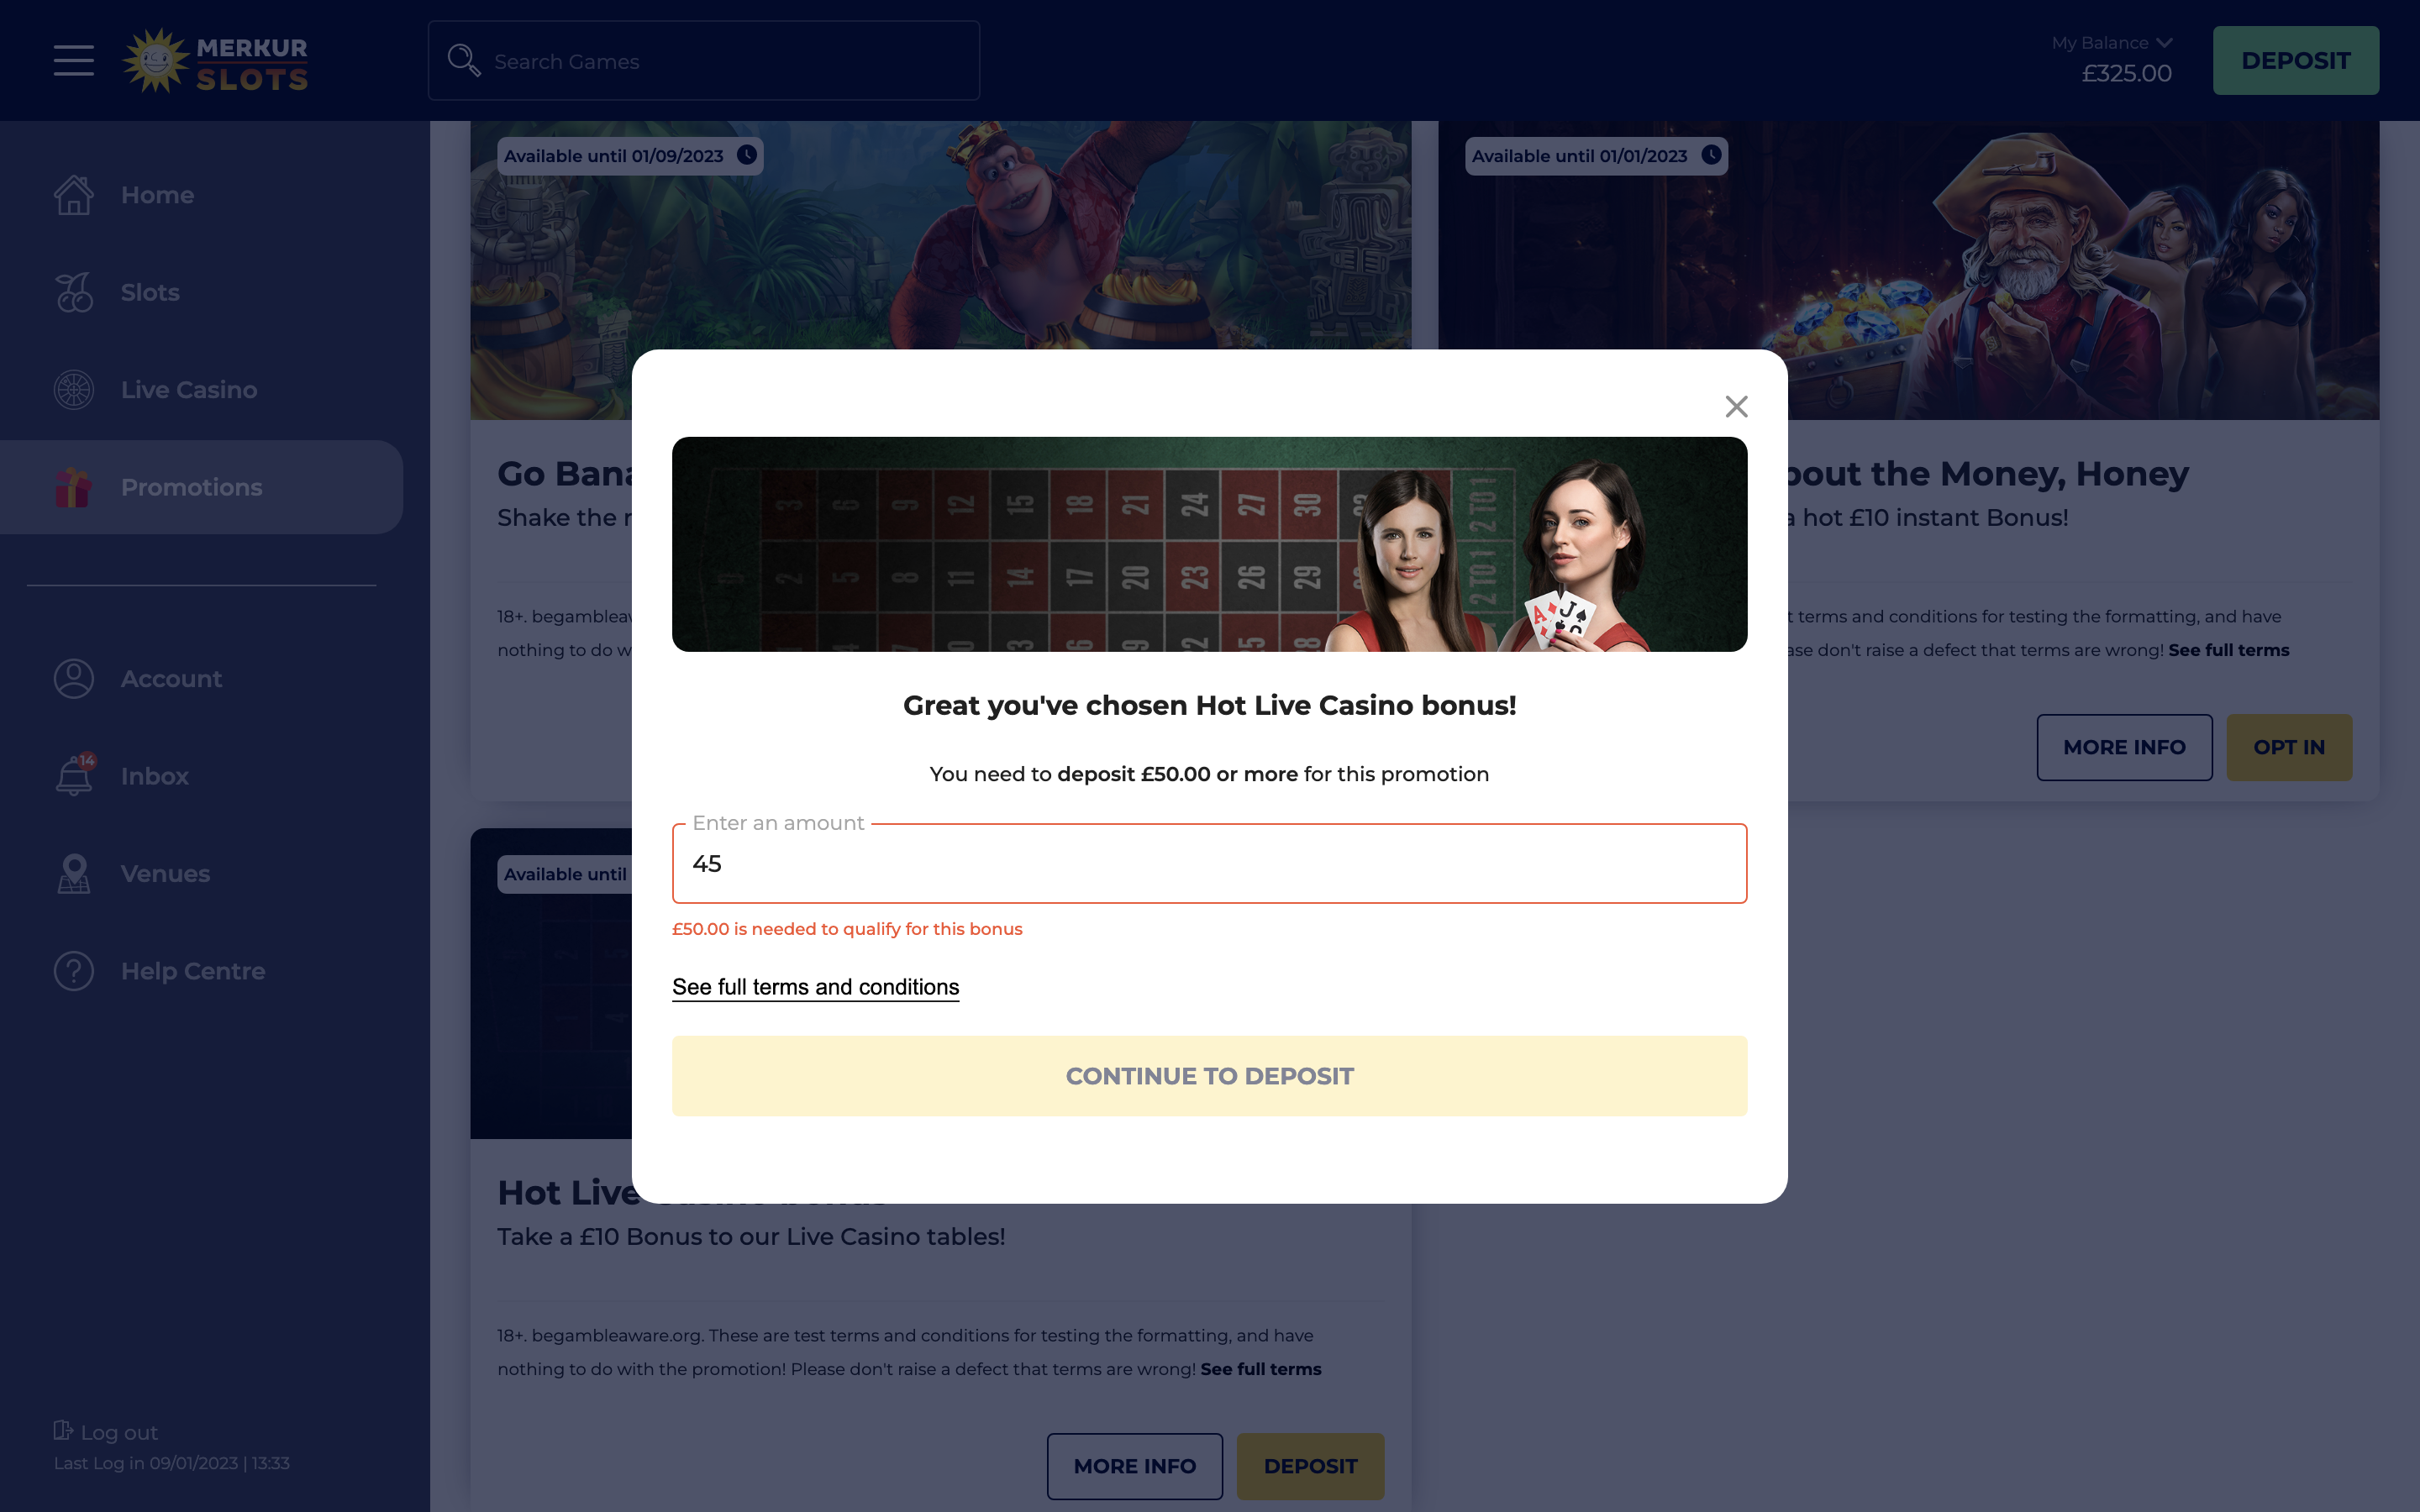 MERKUR
SLOTS
Search Games
My Balance
£325.00
DEPOSIT
Home
Slots
Live Casino
Promotions
Account
14
Inbox
Venues
Help Centre
Log out
Last Log in 09/01/2023 | 13:33
Available until 01/09/2023
Available until 01/01/2023
Go
Shake the
18+.
nothing to do
the Money, Honey
a hot £10 instant Bonus!
terms and conditions for testing the formatting, and have
don't raise a defect that terms are wrong! See full terms
MORE INFO
OPT IN
3 6 9 12 15 18 21 24 27 30 2 TO 1 2 TO 1
2 5 8 11 14 17 20 23 26 29 2 TO 1
A J
Great you've chosen Hot Live Casino bonus!
You need to deposit £50.00 or more for this promotion
Enter an amount
45
£50.00 is needed to qualify for this bonus
See full terms and conditions
CONTINUE TO DEPOSIT
Available until
Hot Live
Take a £10 Bonus to our Live Casino tables!
18+. begambleaware.org. These are test terms and conditions for testing the formatting, and have
nothing to do with the promotion! Please don't raise a defect that terms are wrong! See full terms
MORE INFO
DEPOSIT